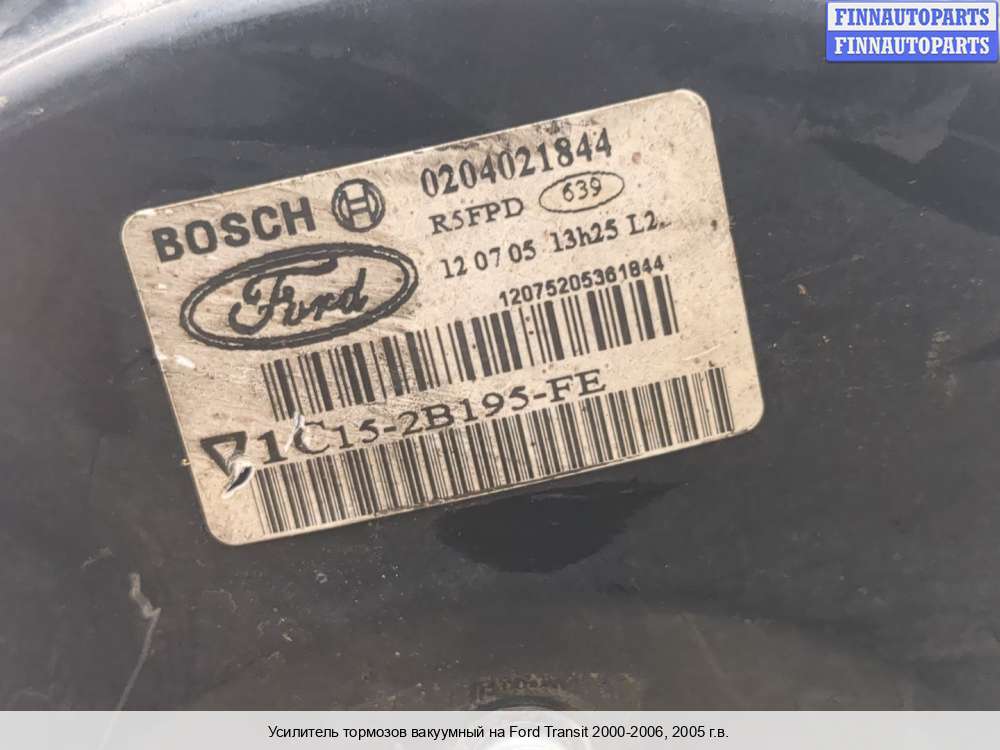 FINNAUTOPARTS
FINNAUTOPARTS
BOSCH
0204021844
R5FPD 639
12 07 05 13h25 L2
Ford
12075205361844
1C15-2B195-FE
Усилитель тормозов вакуумный на Ford Transit 2000-2006, 2005 г.в.